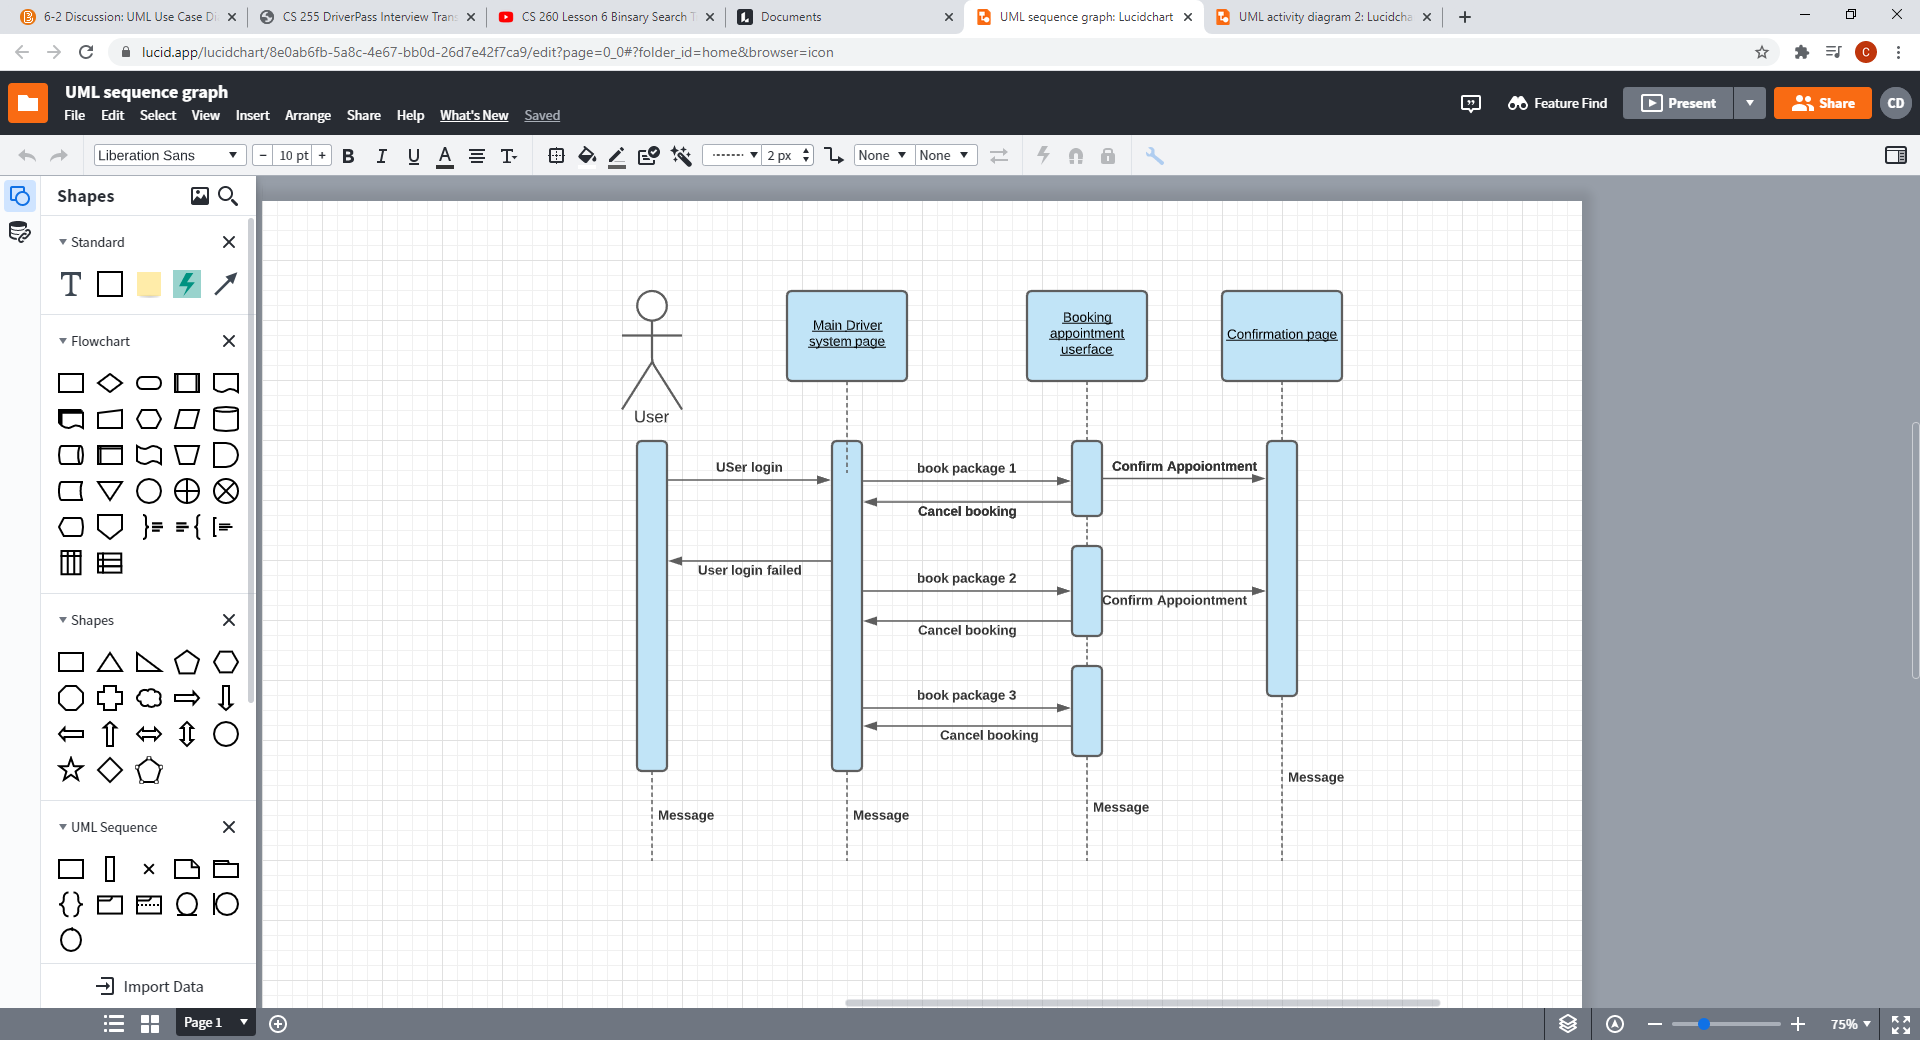 6-2 Discussion: UML Use Case Di
CS 255 DriverPass Interview Trans
CS 260 Lesson 6 Binsary Search T
Documents
UML sequence graph: Lucidchart
UML activity diagram 2: Lucidcha
lucid.app/lucidchart/8e0ab6fb-5a8c-4e67-bb0d-26d7e42f7ca9/edit?page=0_0#?folder_id=home&browser=icon
C
UML sequence graph
File Edit Select View Insert Arrange Share Help What's New Saved
Feature Find
Present
Share
CD
Liberation Sans
- 10 pt +
B I U A T
2 px
None
None
Shapes
Standard
T
Flowchart
Shapes
UML Sequence
Import Data
Main Driver
system page
Booking
appointment
userface
Confirmation page
User
USer login
book package 1
Confirm Appoiontment
Cancel booking
User login failed
book package 2
Confirm Appoiontment
Cancel booking
book package 3
Cancel booking
Message
Message
Message
Message
Page 1
75%